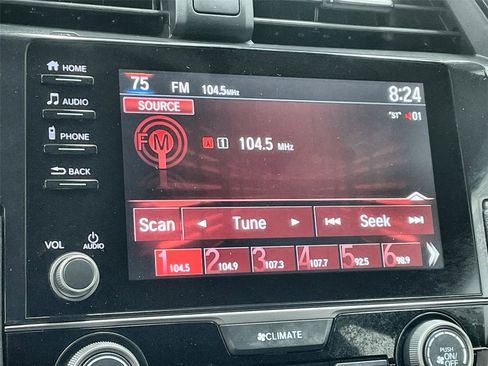 HOME
75 FM 104.5MHz 8:24
SOURCE
AUDIO
"ST" 01
FM
1 104.5 MHz
PHONE
BACK
Scan Tune Seek
VOL AUDIO
1 104.5 2 104.9 3 107.3 4 107.7 5 92.5 6 98.9
CLIMATE
PUSH
ON/
OFF